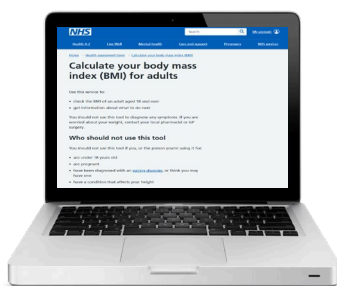 NHS
Search
My account
Health A-Z
Live Well
Mental health
Care and support
Pregnancy
NHS services
Home
Health assessment tools
Calculate your body mass index (BMI) for adults
Calculate your body mass
index (BMI) for adults
Use this service to:
check the BMI of an adult aged 18 and over
get information about what to do next
You should not use this tool to diagnose any symptoms. If you are
worried about your weight, contact your local pharmacist or GP
surgery.
Who should not use this tool
You should not use this tool if you, or the person you're using it for:
are under 18 years old
are pregnant
have been diagnosed with an eating disorder, or think you may
have one
have a condition that affects your height